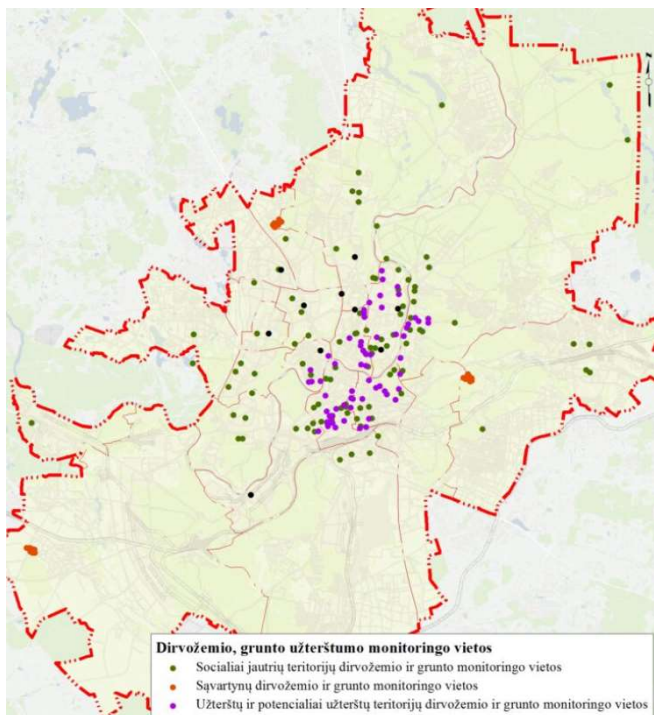 Dirvožemio, grunto užterštumo monitoringo vietos
Socialiai jautrių teritorijų dirvožemio ir grunto monitoringo vietos
Sąvartynų dirvožemio ir grunto monitoringo vietos
Užterštų ir potencialiai užterštų teritorijų dirvožemio ir grunto monitoringo vietos